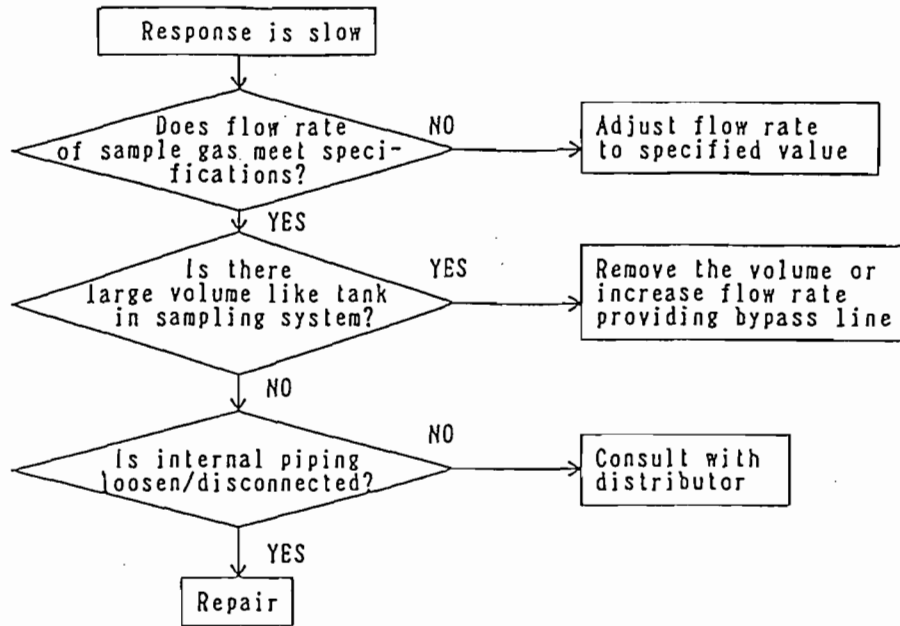 Response is slow
Does flow rate
of sample gas meet speci-
fications?
NO
Adjust flow rate
to specified value
YES
Is there
large volume like tank
in sampling system?
YES
Remove the volume or
increase flow rate
providing bypass line
NO
Is internal piping
loosen/disconnected?
NO
Consult with
distributor
YES
Repair